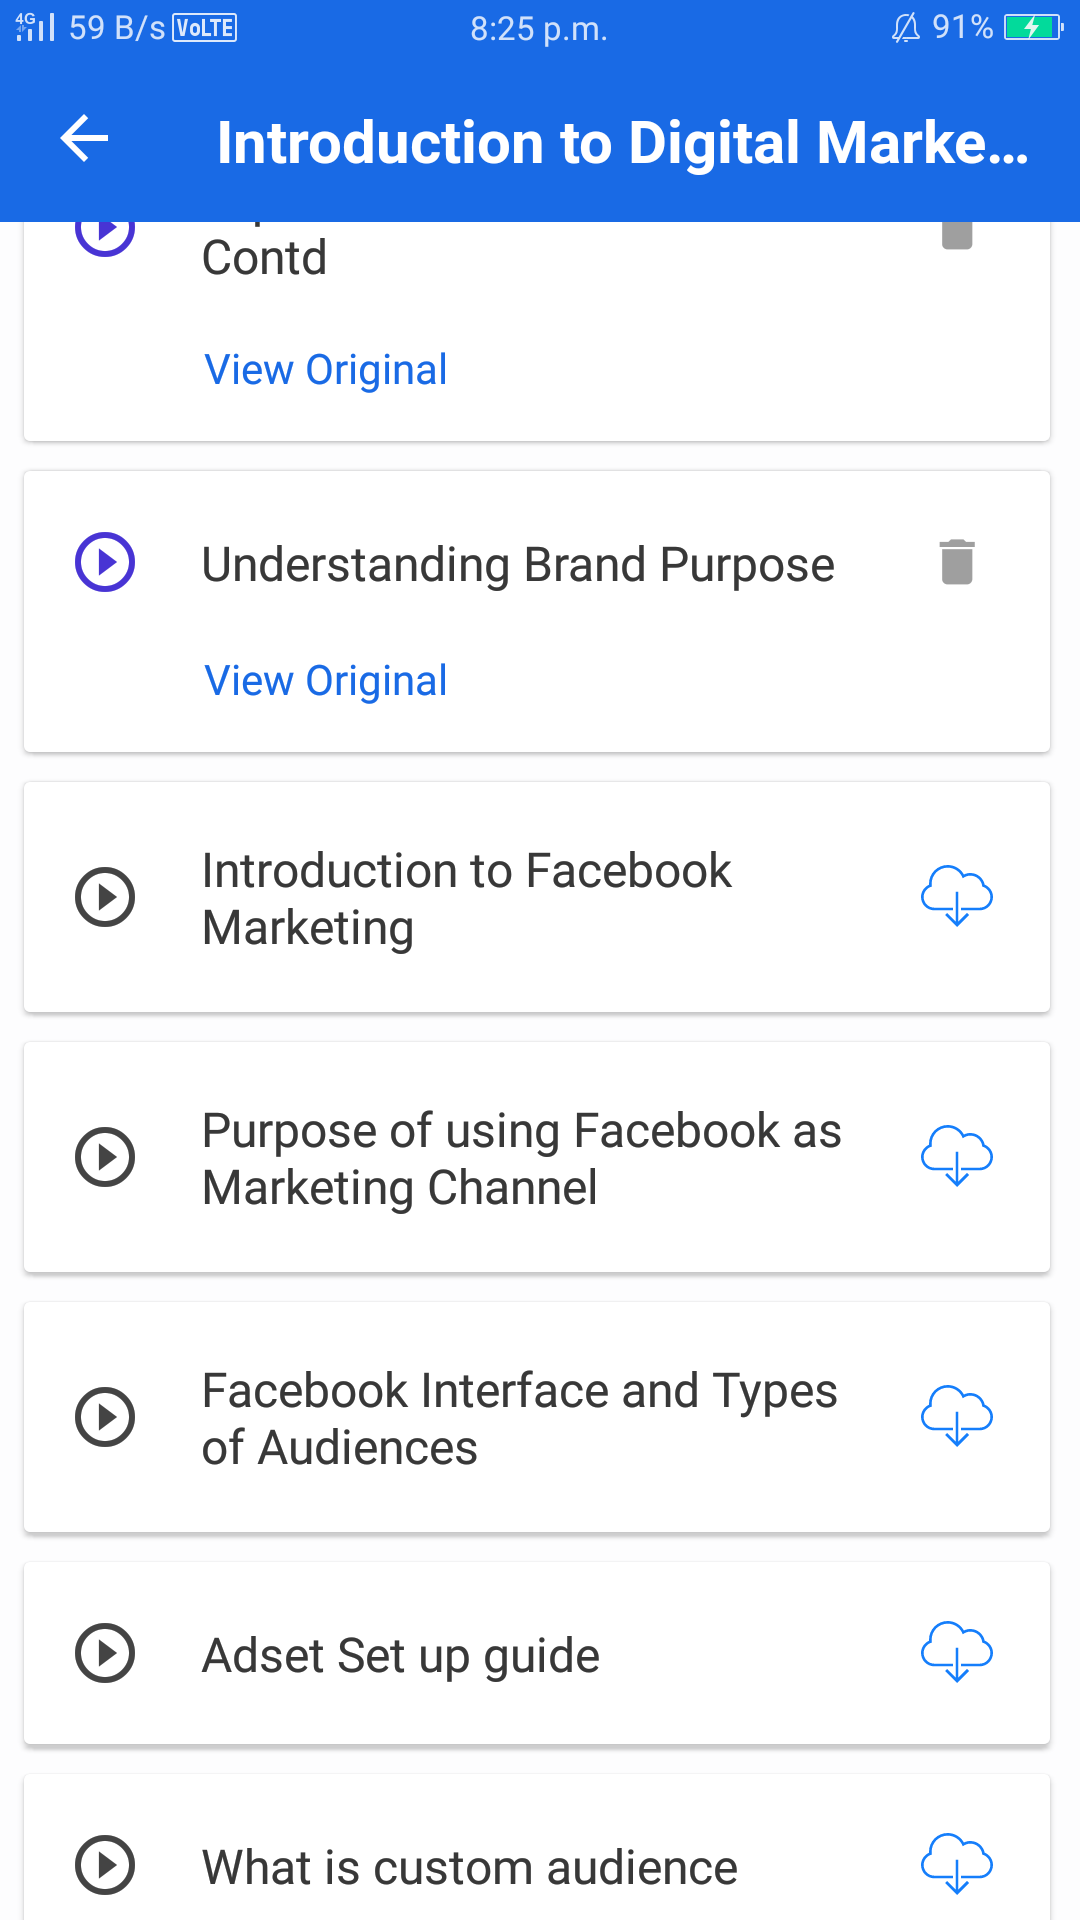 4G 59 B/s VoLTE 8:25 p.m. 91%
Introduction to Digital Marke...
Contd
View Original
Understanding Brand Purpose
View Original
Introduction to Facebook
Marketing
Purpose of using Facebook as
Marketing Channel
Facebook Interface and Types
of Audiences
Adset Set up guide
What is custom audience